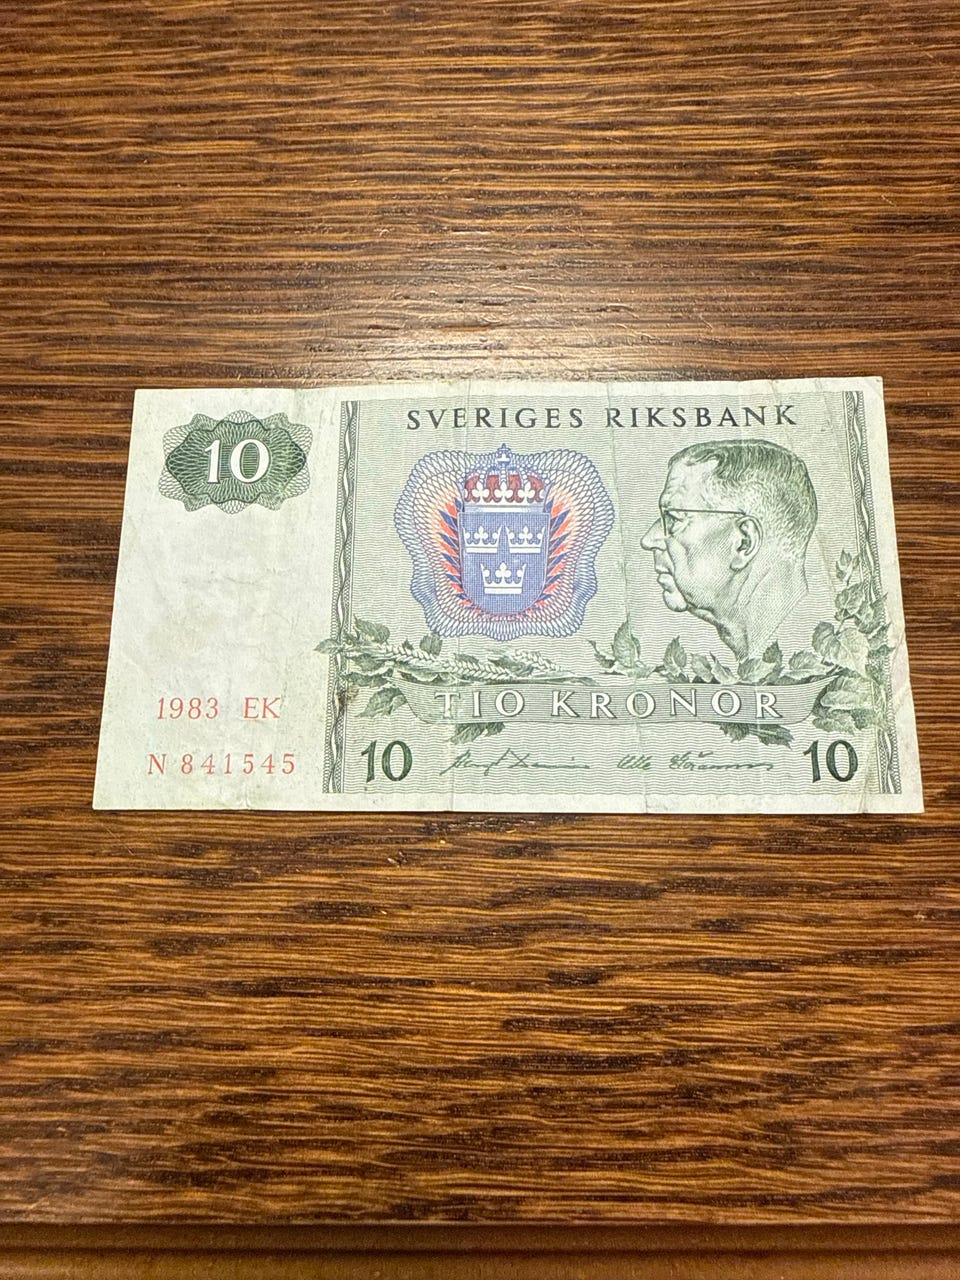 SVERIGES RIKSBANK
10
1983 EK
TIO KRONOR
N 841545
10
10